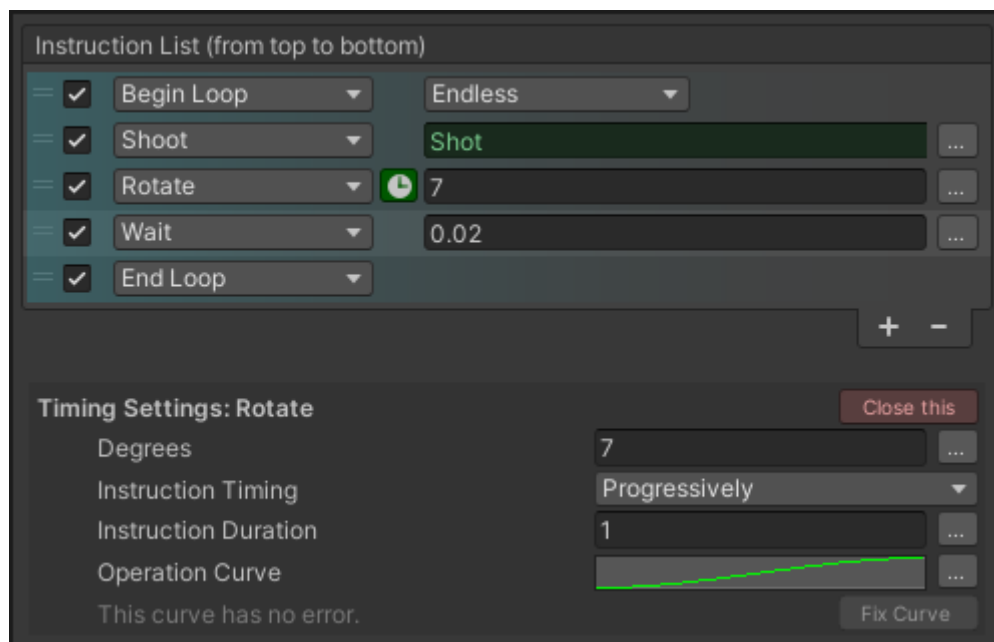 Instruction List (from top to bottom)
Begin Loop Endless
Shoot Shot ...
Rotate 7 ...
Wait 0.02 ...
End Loop
+ -
Timing Settings: Rotate Close this
Degrees 7 ...
Instruction Timing Progressively
Instruction Duration 1 ...
Operation Curve ...
This curve has no error. Fix Curve